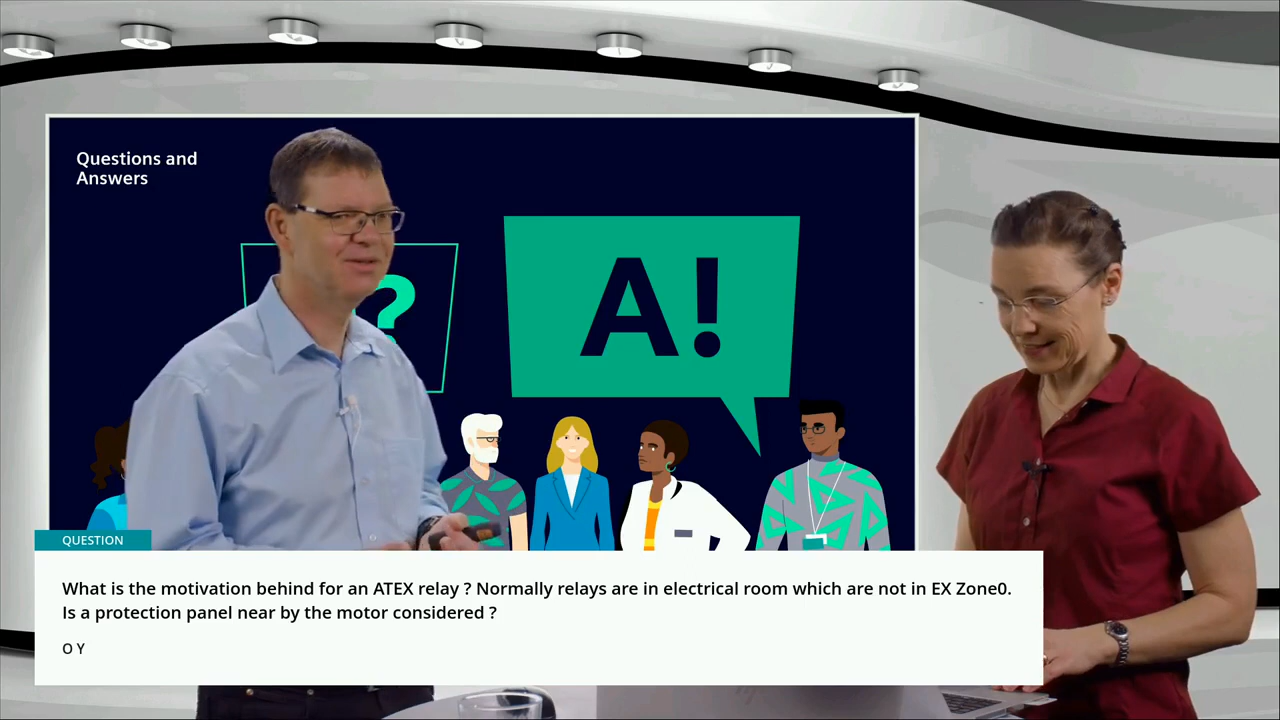 Questions and
Answers
?
A!
QUESTION
What is the motivation behind for an ATEX relay ? Normally relays are in electrical room which are not in EX Zone0.
Is a protection panel near by the motor considered ?
O Y